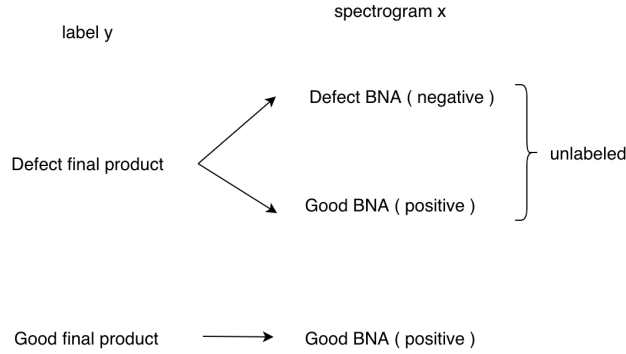 spectrogram x
label y
Defect BNA ( negative )
Defect final product
unlabeled
Good BNA ( positive )
Good final product
Good BNA ( positive )